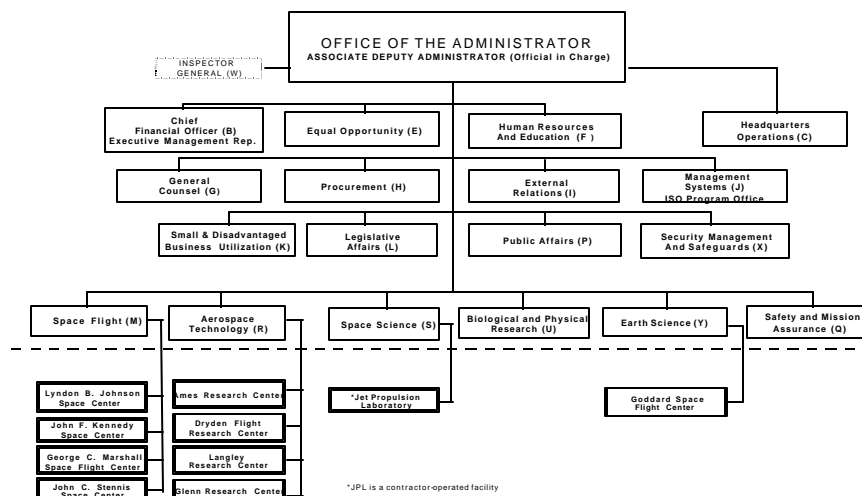 OFFICE OF THE ADMINISTRATOR
ASSOCIATE DEPUTY ADMINISTRATOR (Official in Charge)
INSPECTOR
GENERAL (W)
Chief
Financial Officer (B)
Executive Management Rep.
Equal Opportunity (E)
Human Resources
And Education (F )
Headquarters
Operations (C)
General
Counsel (G)
Procurement (H)
External
Relations (I)
Management
Systems (J)
ISO Program Office
Small & Disadvantaged
Business Utilization (K)
Legislative
Affairs (L)
Public Affairs (P)
Security Management
And Safeguards (X)
Space Flight (M)
Aerospace
Technology (R)
Space Science (S)
Biological and Physical
Research (U)
Earth Science (Y)
Safety and Mission
Assurance (Q)
Lyndon B. Johnson
Space Center
Ames Research Center
*Jet Propulsion
Laboratory
Goddard Space
Flight Center
John F. Kennedy
Space Center
Dryden Flight
Research Center
George C. Marshall
Space Flight Center
Langley
Research Center
John C. Stennis
Space Center
Glenn Research Center
*JPL is a contractor-operated facility